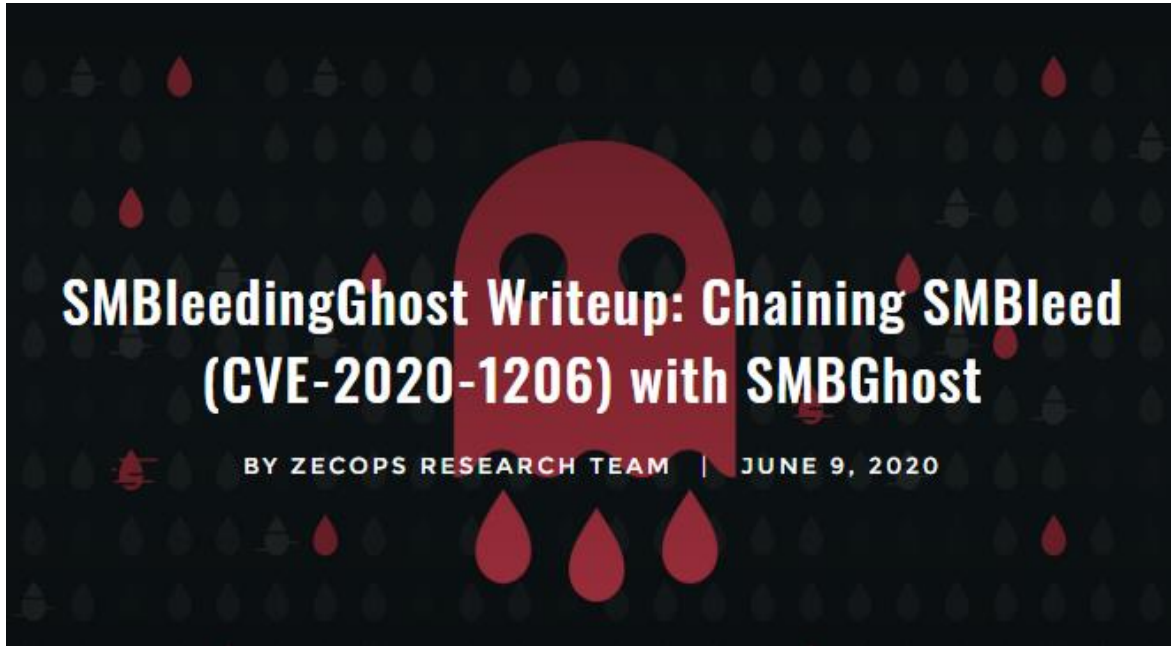 SMBleedingGhost Writeup: Chaining SMBleed
(CVE-2020-1206) with SMBGhost
BY ZECOPS RESEARCH TEAM | JUNE 9, 2020